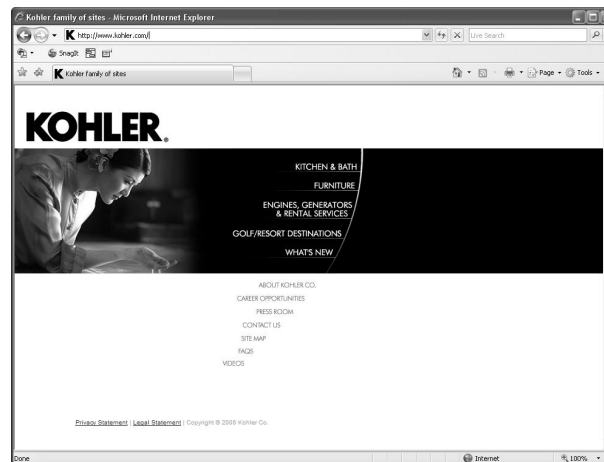 Kohler family of sites - Microsoft Internet Explorer
K http://www.kohler.com/
Live Search
SnagIt
K Kohler family of sites
Page Tools
KOHLER®
KITCHEN & BATH
FURNITURE
ENGINES, GENERATORS
& RENTAL SERVICES
GOLF/RESORT DESTINATIONS
WHAT'S NEW
ABOUT KOHLER CO.
CAREER OPPORTUNITIES
PRESS ROOM
CONTACT US
SITE MAP
FAQS
VIDEOS
Privacy Statement | Legal Statement | Copyright © 2008 Kohler Co.
Done Internet 100%